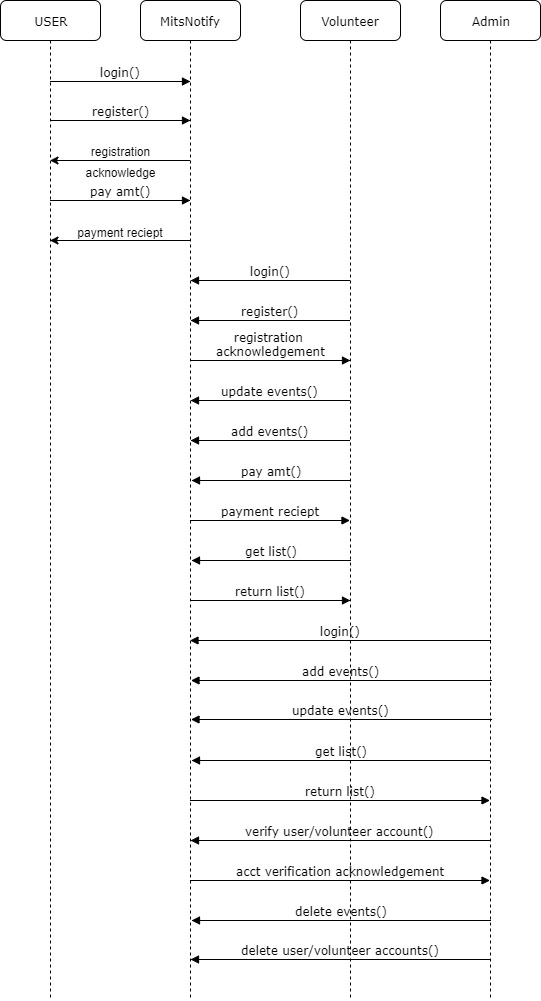 USER
MitsNotify
Volunteer
Admin
login()
register()
registration
acknowledge
pay amt()
payment reciept
login()
register()
registration
acknowledgement
update events()
add events()
pay amt()
payment reciept
get list()
return list()
login()
add events()
update events()
get list()
return list()
verify user/volunteer account()
acct verification acknowledgement
delete events()
delete user/volunteer accounts()